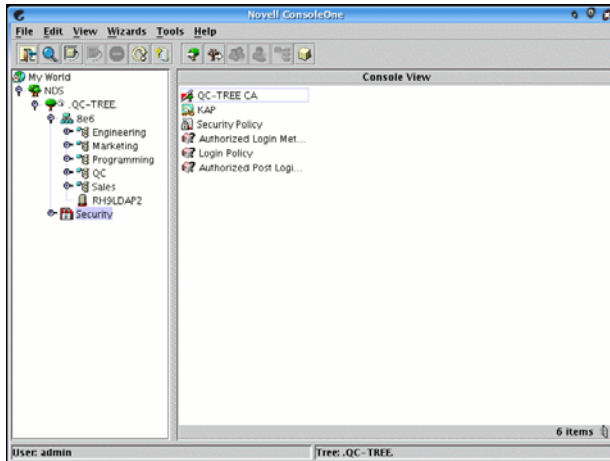 Novell ConsoleOne
File Edit View Wizards Tools Help
My World
NDS
.QC-TREE.
8e6
Engineering
Marketing
Programming
QC
Sales
RH9LDAP2
Security
Console View
QC-TREE CA
KAP
Security Policy
Authorized Login Met...
Login Policy
Authorized Post Logi...
6 items
User: admin
Tree: .QC-TREE.